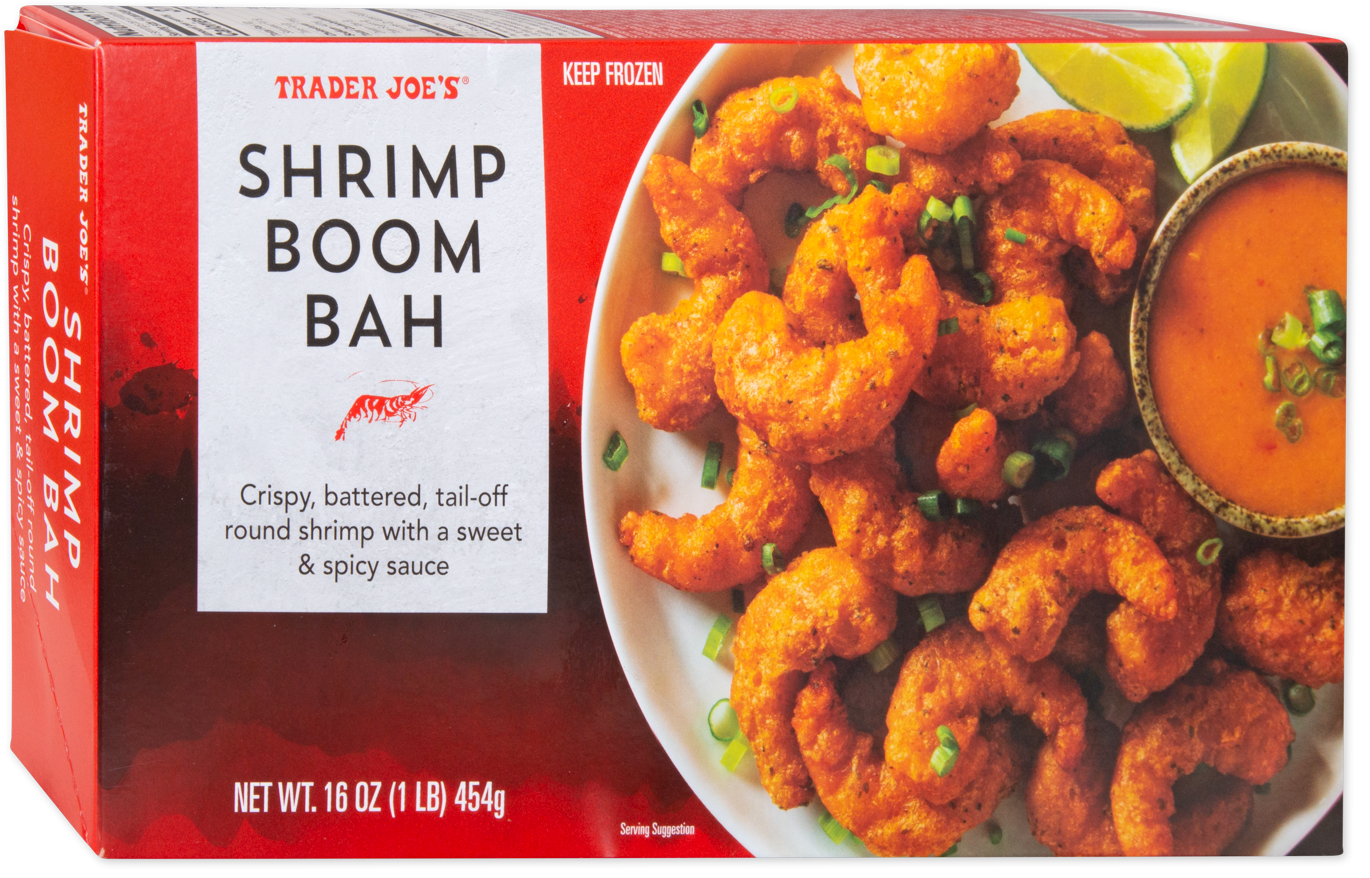 TRADER JOE'S®
SHRIMP
BOOM
BAH
Crispy, battered, tail-off
round shrimp with a sweet
& spicy sauce
KEEP FROZEN
NET WT. 16 OZ (1 LB) 454g
Serving Suggestion
TRADER JOE'S®
SHRIMP
BOOM BAH
Crispy, battered, tail-off round
shrimp with a sweet & spicy sauce